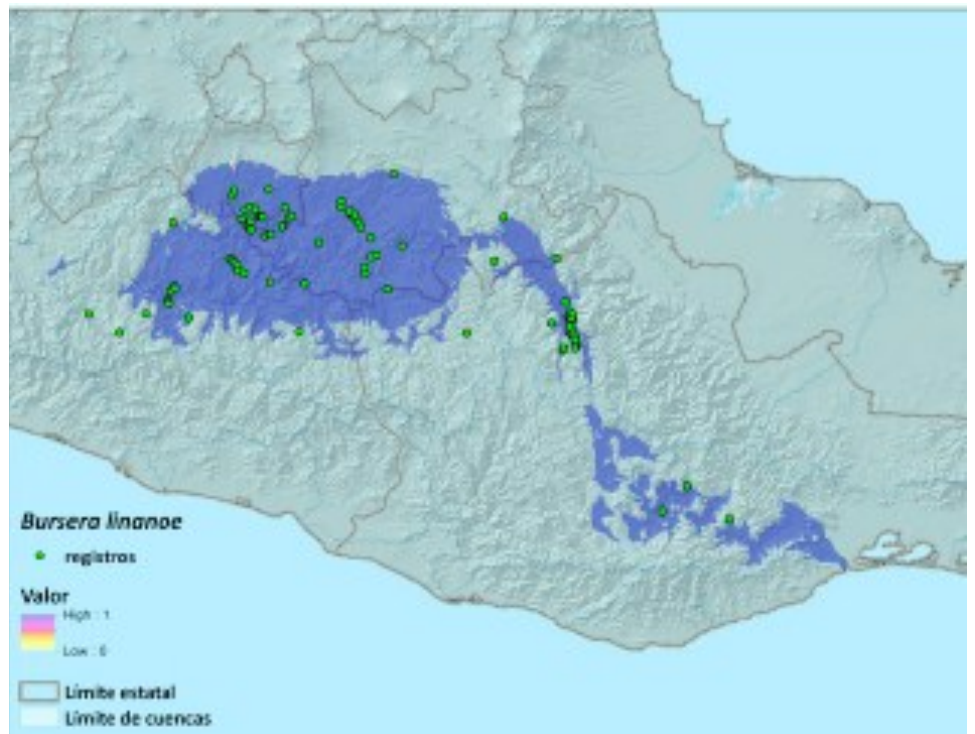 Bursera linanoe
registros
Valor
High : 1
Low : 0
Límite estatal
Límite de cuencas